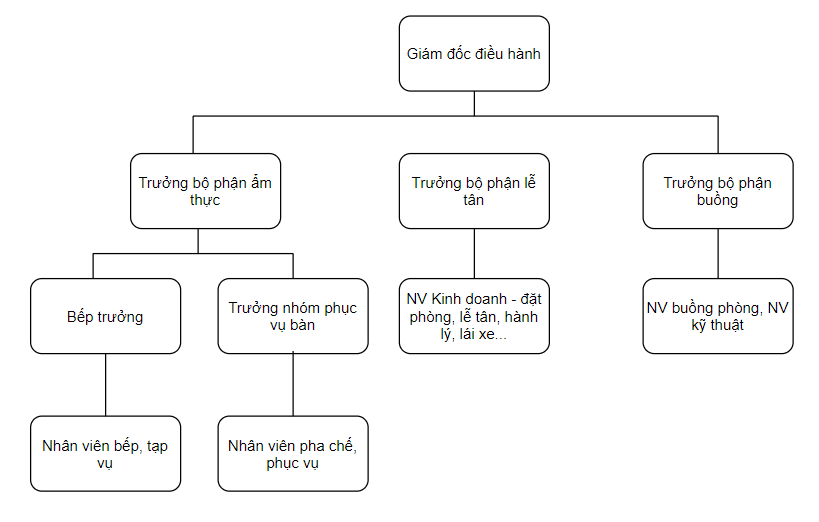 Giám đốc điều hành
Trưởng bộ phận ẩm
thực
Trưởng bộ phận lễ
tân
Trưởng bộ phận
buồng
Bếp trưởng
Trưởng nhóm phục
vụ bàn
NV Kinh doanh - đặt
phòng, lễ tân, hành
lý, lái xe...
NV buồng phòng, NV
kỹ thuật
Nhân viên bếp, tạp
vụ
Nhân viên pha chế,
phục vụ